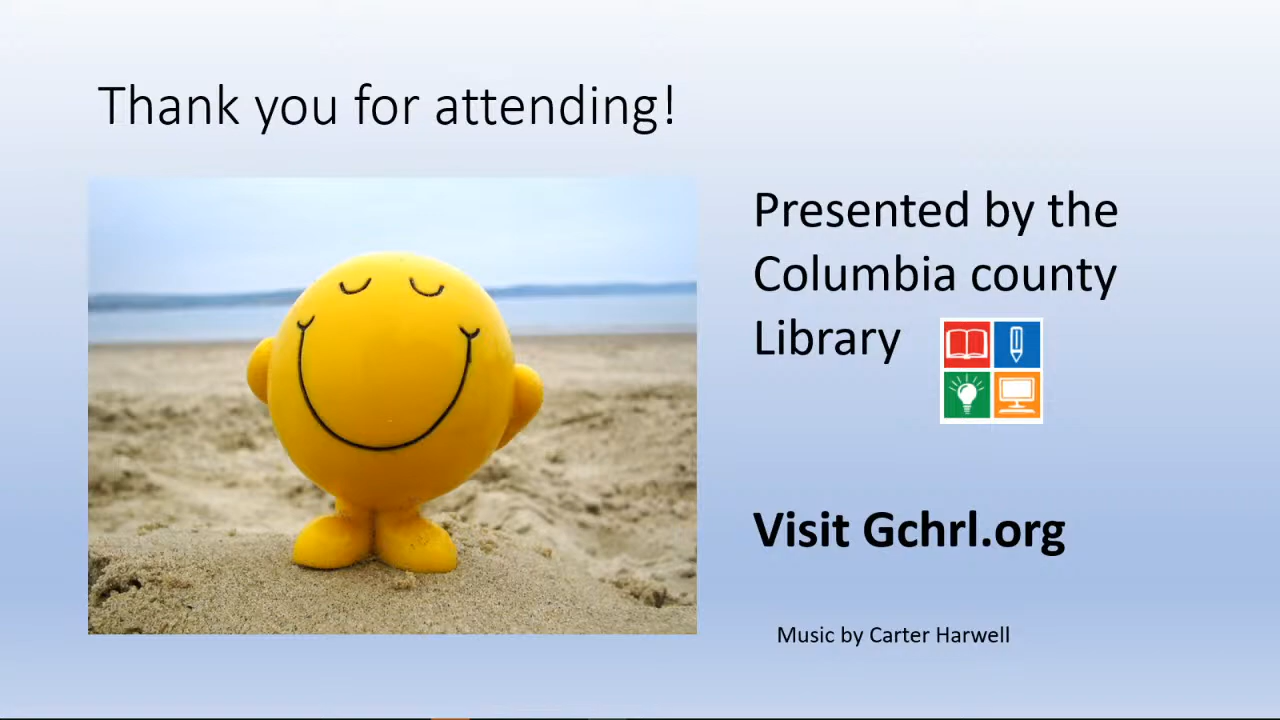 Thank you for attending!
Presented by the
Columbia county
Library
Visit Gchrl.org
Music by Carter Harwell